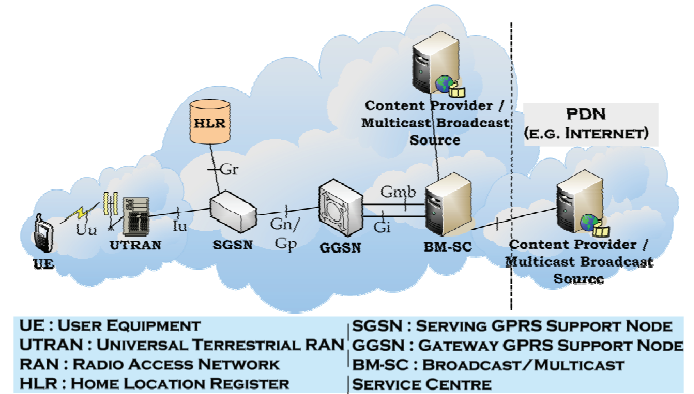 Content Provider /
Multicast Broadcast
Source
PDN
(E.G. INTERNET)
HLR
Gr
Gmb
Uu
Iu
Gn/
Gp
Gi
UE
UTRAN
SGSN
GGSN
BM-SC
Content Provider /
Multicast Broadcast
Source
UE : USER EQUIPMENT
UTRAN : UNIVERSAL TERRESTRIAL RAN
RAN : RADIO ACCESS NETWORK
HLR : HOME LOCATION REGISTER
SGSN : SERVING GPRS SUPPORT NODE
GGSN : GATEWAY GPRS SUPPORT NODE
BM-SC : BROADCAST/MULTICAST
SERVICE CENTRE